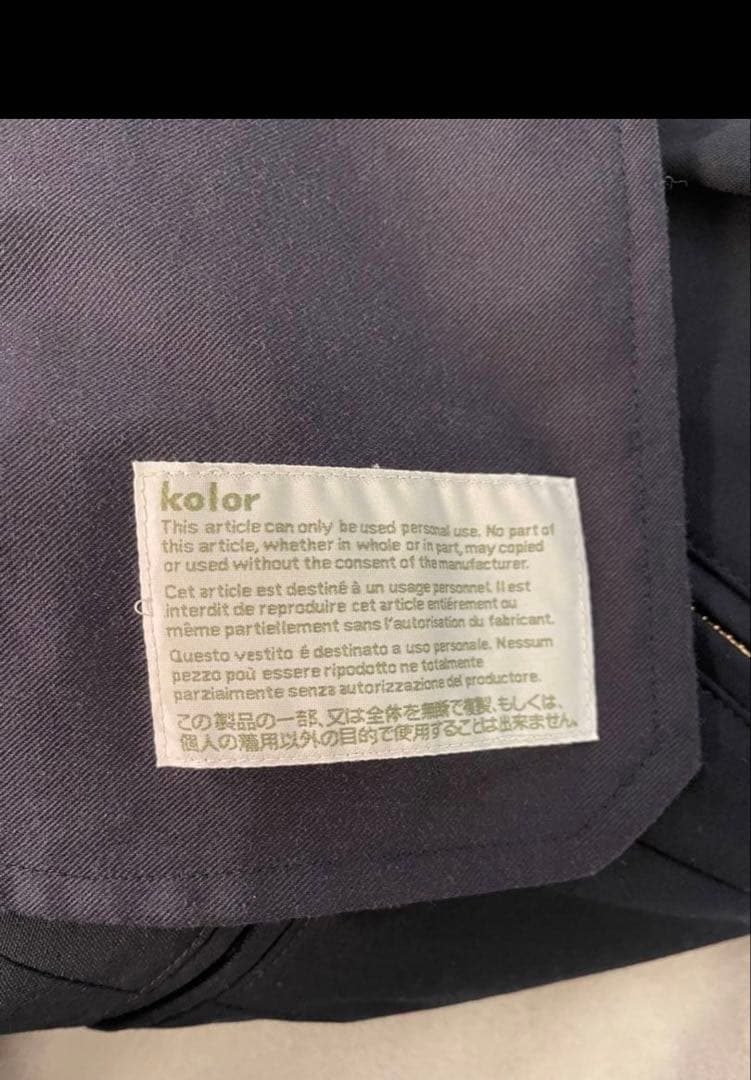 kolor
This article can only be used personal use. No part of
this article, whether in whole or in part, may copied
or used without the consent of the manufacturer.
Cet article est destiné à un usage personnel. Il est
interdit de reproduire cet article entiérement ou
même partiellement sans l'autorisation du fabricant.
Questo vestito é destinato a uso personale. Nessum
pezzo poù essere ripodotto ne totalmente
parziaimente senza autorizzazione del productore.
この製品の一部、又は全体を無断で複製、もしくは、
個人の着用以外の目的で使用することは出来ません。